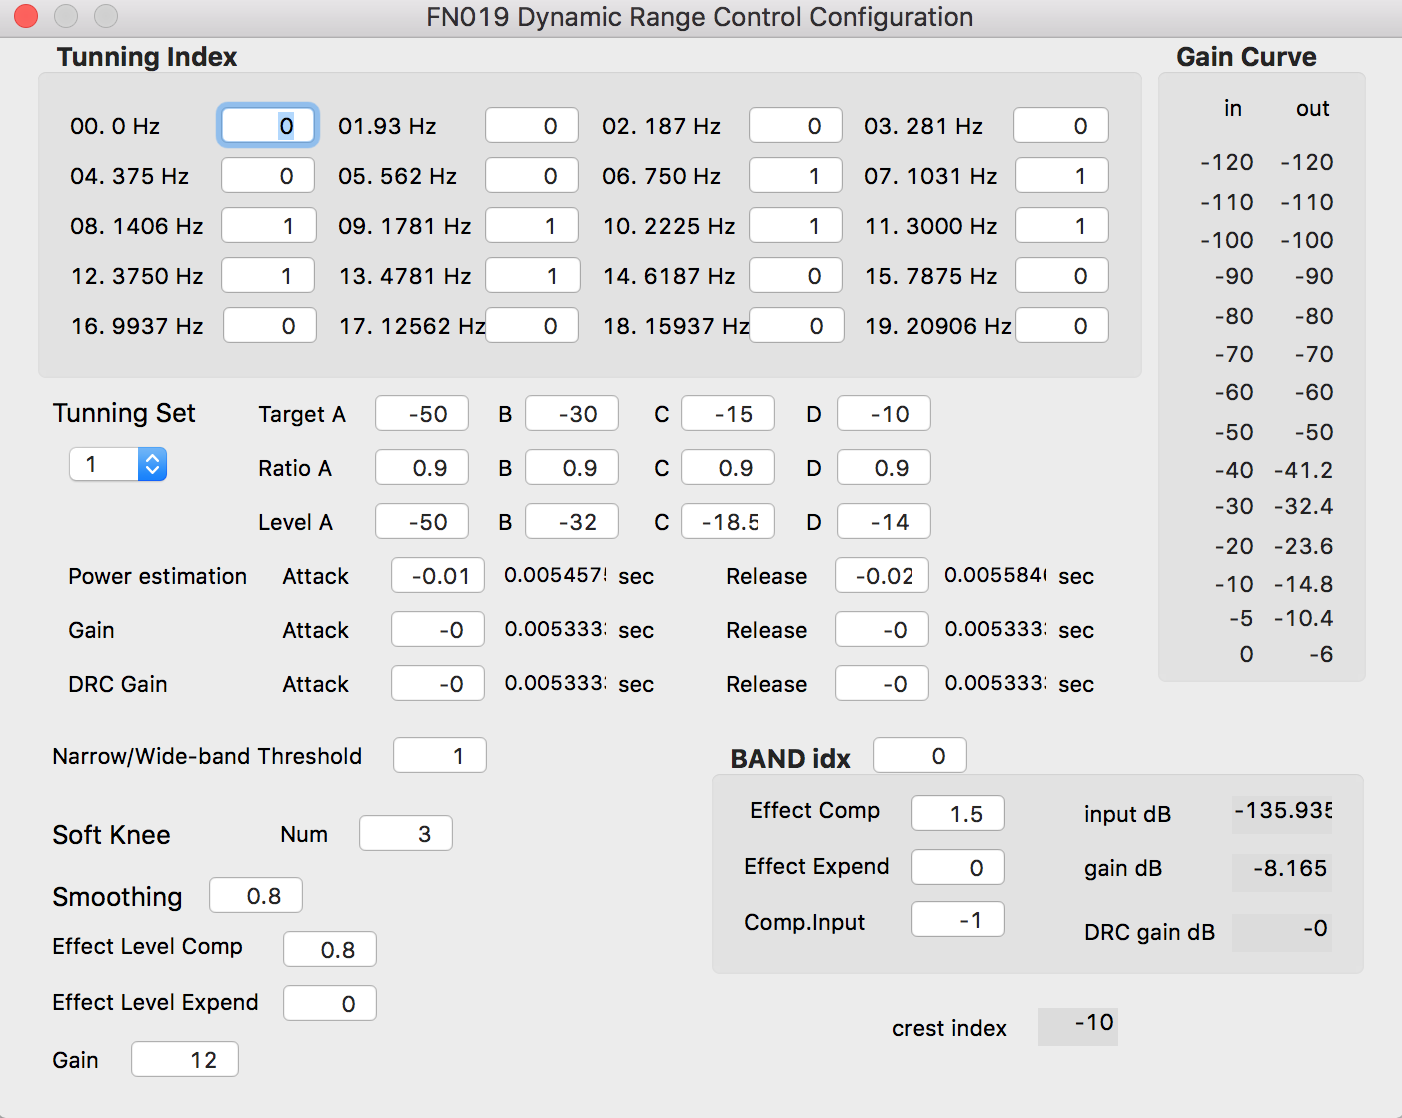 FN019 Dynamic Range Control Configuration
Tunning Index
00. 0 Hz 0 01.93 Hz 0 02. 187 Hz 0 03. 281 Hz 0
04. 375 Hz 0 05. 562 Hz 0 06. 750 Hz 1 07. 1031 Hz 1
08. 1406 Hz 1 09. 1781 Hz 1 10. 2225 Hz 1 11. 3000 Hz 1
12. 3750 Hz 1 13. 4781 Hz 1 14. 6187 Hz 0 15. 7875 Hz 0
16. 9937 Hz 0 17. 12562 Hz 0 18. 15937 Hz 0 19. 20906 Hz 0
Gain Curve
in out
-120 -120
-110 -110
-100 -100
-90 -90
-80 -80
-70 -70
-60 -60
-50 -50
-40 -41.2
-30 -32.4
-20 -23.6
-10 -14.8
-5 -10.4
0 -6
Tunning Set
1
Target A -50 B -30 C -15 D -10
Ratio A 0.9 B 0.9 C 0.9 D 0.9
Level A -50 B -32 C -18.5 D -14
Power estimation Attack -0.01 0.005457 sec Release -0.02 0.005584 sec
Gain Attack -0 0.005333 sec Release -0 0.005333 sec
DRC Gain Attack -0 0.005333 sec Release -0 0.005333 sec
Narrow/Wide-band Threshold 1
Soft Knee Num 3
Smoothing 0.8
Effect Level Comp 0.8
Effect Level Expend 0
Gain 12
BAND idx 0
Effect Comp 1.5 input dB -135.935
Effect Expend 0 gain dB -8.165
Comp.Input -1 DRC gain dB -0
crest index -10